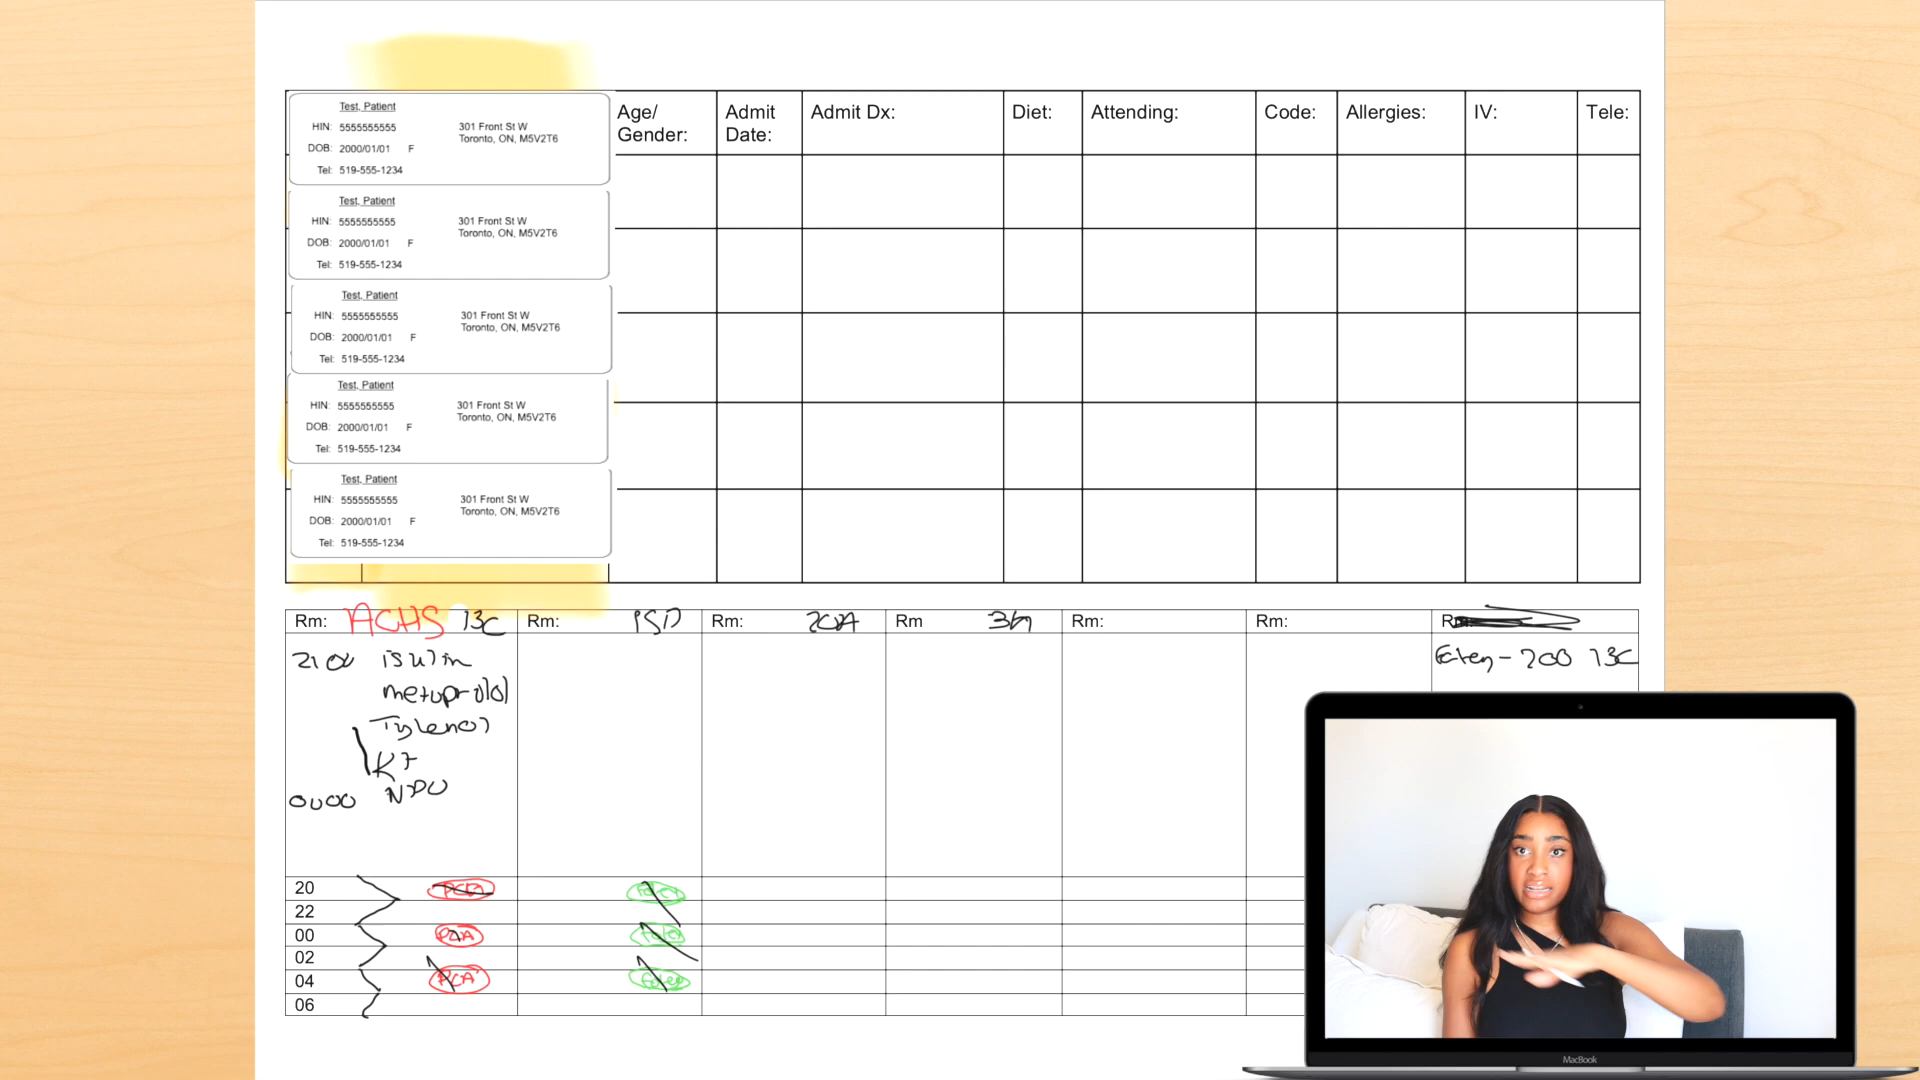 Test, Patient
HIN: 5555555555
301 Front St W
Toronto, ON, M5V2T6
DOB: 2000/01/01 F
Tel: 519-555-1234
Test, Patient
HIN: 5555555555
301 Front St W
Toronto, ON, M5V2T6
DOB: 2000/01/01 F
Tel: 519-555-1234
Test, Patient
HIN: 5555555555
301 Front St W
Toronto, ON, M5V2T6
DOB: 2000/01/01 F
Tel: 519-555-1234
Test, Patient
HIN: 5555555555
301 Front St W
Toronto, ON, M5V2T6
DOB: 2000/01/01 F
Tel: 519-555-1234
Test, Patient
HIN: 5555555555
301 Front St W
Toronto, ON, M5V2T6
DOB: 2000/01/01 F
Tel: 519-555-1234
Age/
Gender:
Admit
Date:
Admit Dx:
Diet:
Attending:
Code:
Allergies:
IV:
Tele:
Rm: ACHS 13C
Rm: 15D
Rm: 20A
Rm
Rm:
Rm:
2100 isulin
metoprolol
Tylenol
0000 NPO
13C
20 PCA
22
00 PCA
02
04 PCA
06
MacBook